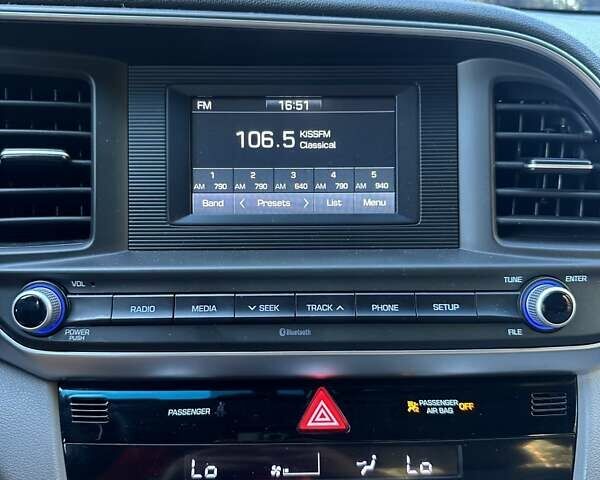 FM 16:51
106.5 KISSFM
Classical
1 2 3 4 5
AM 790 AM 790 AM 640 AM 790 AM 940
Band < Presets > List Menu
VOL TUNE ENTER
RADIO MEDIA SEEK TRACK PHONE SETUP
POWER
PUSH
Bluetooth
FILE
PASSENGER
PASSENGER
AIR BAG OFF
Lo Lo